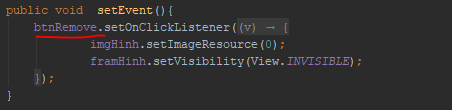 public void setEvent(){
btnRemove.setOnClickListener((v) → {
imgHinh.setImageResource(0);
framHinh.setVisibility(View.INVISIBLE);
});
}